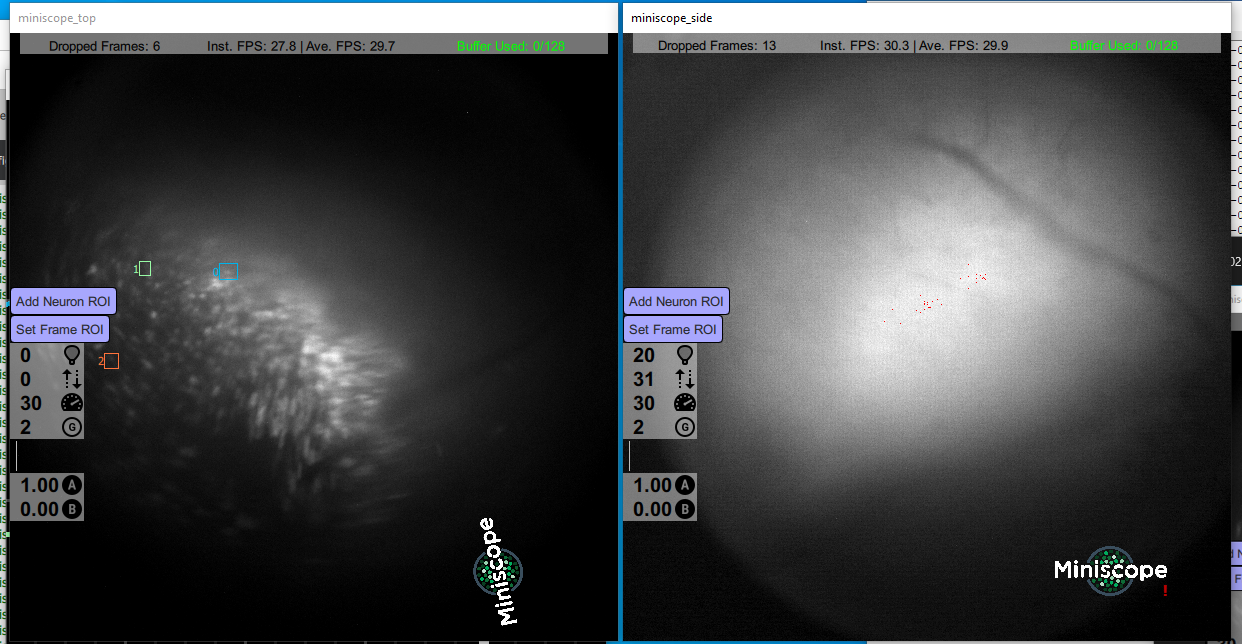 miniscope_top
Dropped Frames: 6 Inst. FPS: 27.8 | Ave. FPS: 29.7 Buffer Used: 0/128
1
0
Add Neuron ROI
Set Frame ROI
2
0
0
30
2 G
1.00 A
0.00 B
Miniscope
miniscope_side
Dropped Frames: 13 Inst. FPS: 30.3 | Ave. FPS: 29.9 Buffer Used: 0/128
Add Neuron ROI
Set Frame ROI
20
31
30
2 G
1.00 A
0.00 B
Miniscope
!